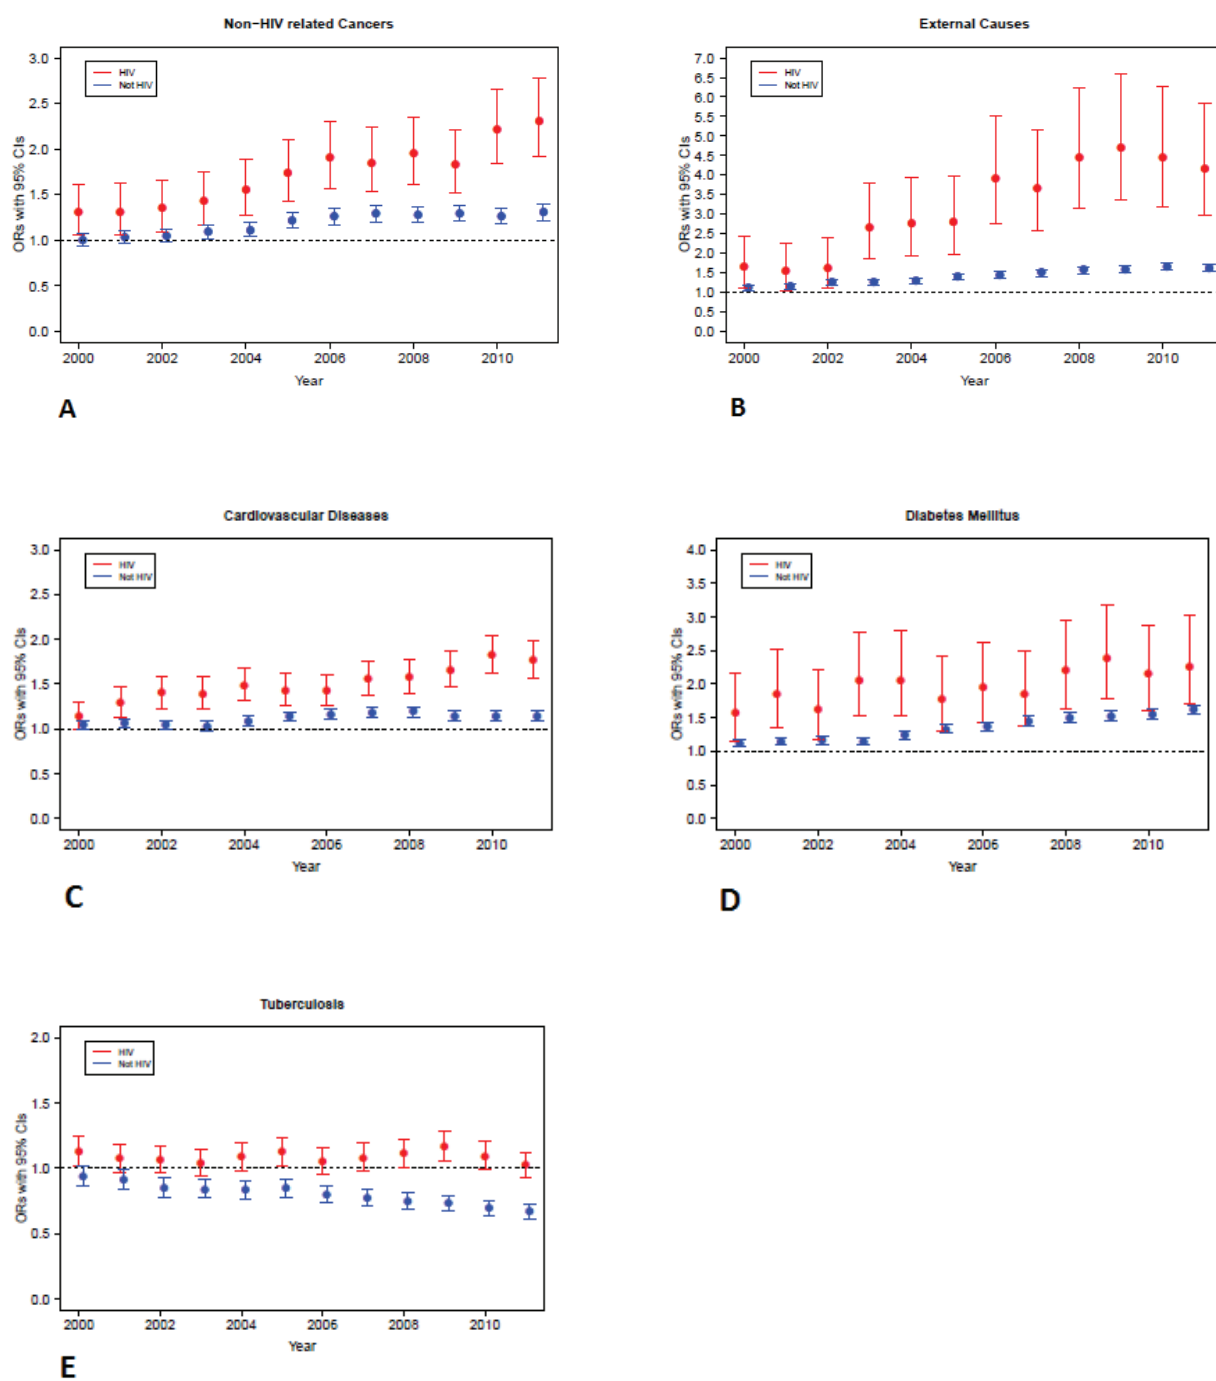 Non-HIV related Cancers
ORs with 95% CIs
3.0
2.5
2.0
1.5
1.0
0.5
0.0
HIV
Not HIV
2000 2002 2004 2006 2008 2010
Year
A
External Causes
ORs with 95% CIs
7.0
6.5
6.0
5.5
5.0
4.5
4.0
3.5
3.0
2.5
2.0
1.5
1.0
0.5
0.0
HIV
Not HIV
2000 2002 2004 2006 2008 2010
Year
B
Cardiovascular Diseases
ORs with 95% CIs
3.0
2.5
2.0
1.5
1.0
0.5
0.0
HIV
Not HIV
2000 2002 2004 2006 2008 2010
Year
C
Diabetes Mellitus
ORs with 95% CIs
4.0
3.5
3.0
2.5
2.0
1.5
1.0
0.5
0.0
HIV
Not HIV
2000 2002 2004 2006 2008 2010
Year
D
Tuberculosis
ORs with 95% CIs
2.0
1.5
1.0
0.5
0.0
HIV
Not HIV
2000 2002 2004 2006 2008 2010
Year
E